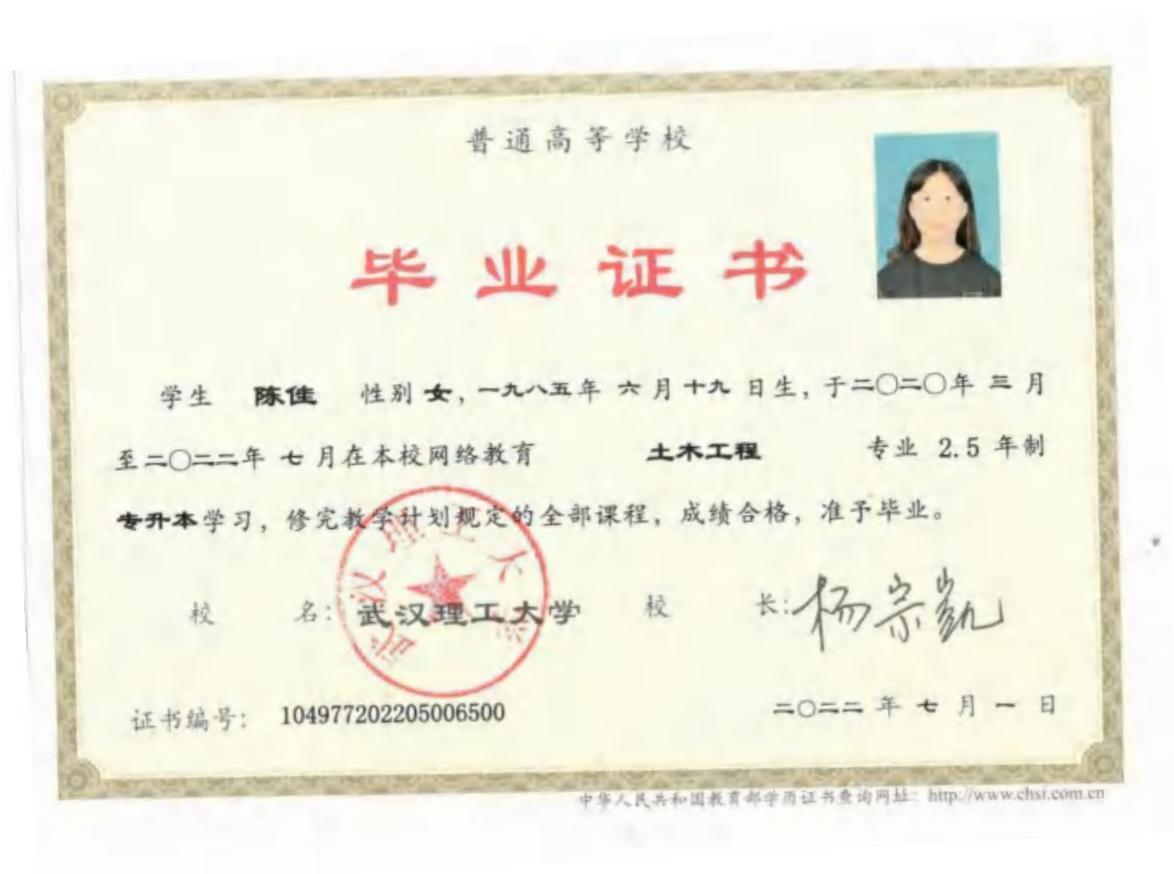 普通高等学校
毕业证书
学生 陈佳 性别 女，一九八五年 六 月 十九 日生，于二〇二〇年 三 月
至二〇二二年 七 月在本校网络教育 土木工程 专业 2.5 年制
专升本学习，修完教学计划规定的全部课程，成绩合格，准予毕业。
校 名：武汉理工大学 校 长：杨宗凯
武汉理工大学
证书编号： 104977202205006500 二〇二二 年 七 月 一 日
中华人民共和国教育部学历证书查询网址：http://www.chsi.com.cn